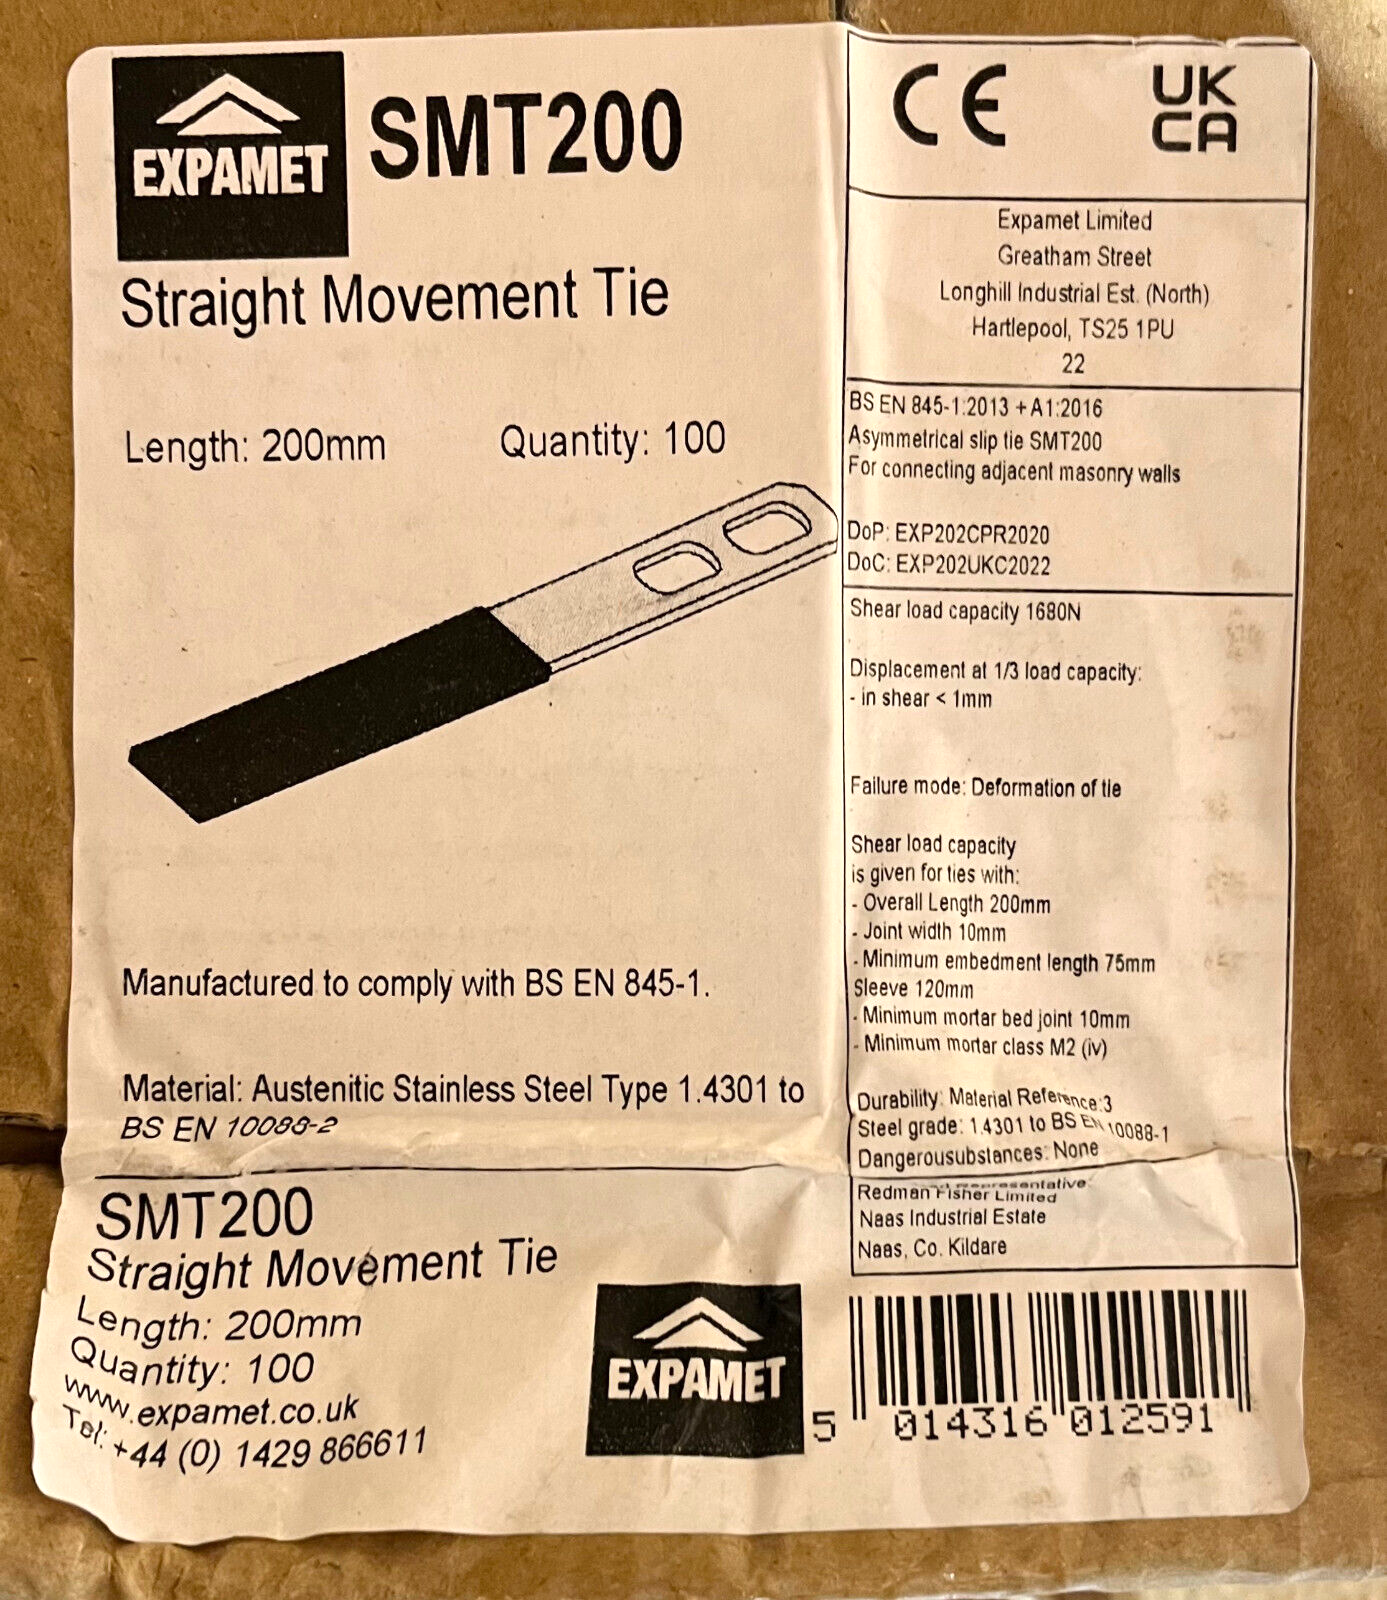 EXPAMET
SMT200
Straight Movement Tie
Length: 200mm
Quantity: 100
Manufactured to comply with BS EN 845-1.
Material: Austenitic Stainless Steel Type 1.4301 to
BS EN 10088-2
CE
UK
CA
Expamet Limited
Greatham Street
Longhill Industrial Est. (North)
Hartlepool, TS25 1PU
22
BS EN 845-1:2013 +A1:2016
Asymmetrical slip tie SMT200
For connecting adjacent masonry walls
DoP: EXP202CPR2020
DoC: EXP202UKC2022
Shear load capacity 1680N
Displacement at 1/3 load capacity:
- in shear < 1mm
Failure mode: Deformation of tie
Shear load capacity
is given for ties with:
- Overall Length 200mm
- Joint width 10mm
- Minimum embedment length 75mm
Sleeve 120mm
- Minimum mortar bed joint 10mm
- Minimum mortar class M2 (iv)
Durability: Material Reference:3
Steel grade: 1.4301 to BS EN 10088-1
Dangerousubstances: None
representative:
Redman Fisher Limited
Naas Industrial Estate
Naas, Co. Kildare
SMT200
Straight Movement Tie
Length: 200mm
Quantity: 100
www.expamet.co.uk
Tel: +44 (0) 1429 866611
EXPAMET
5 014316 012591